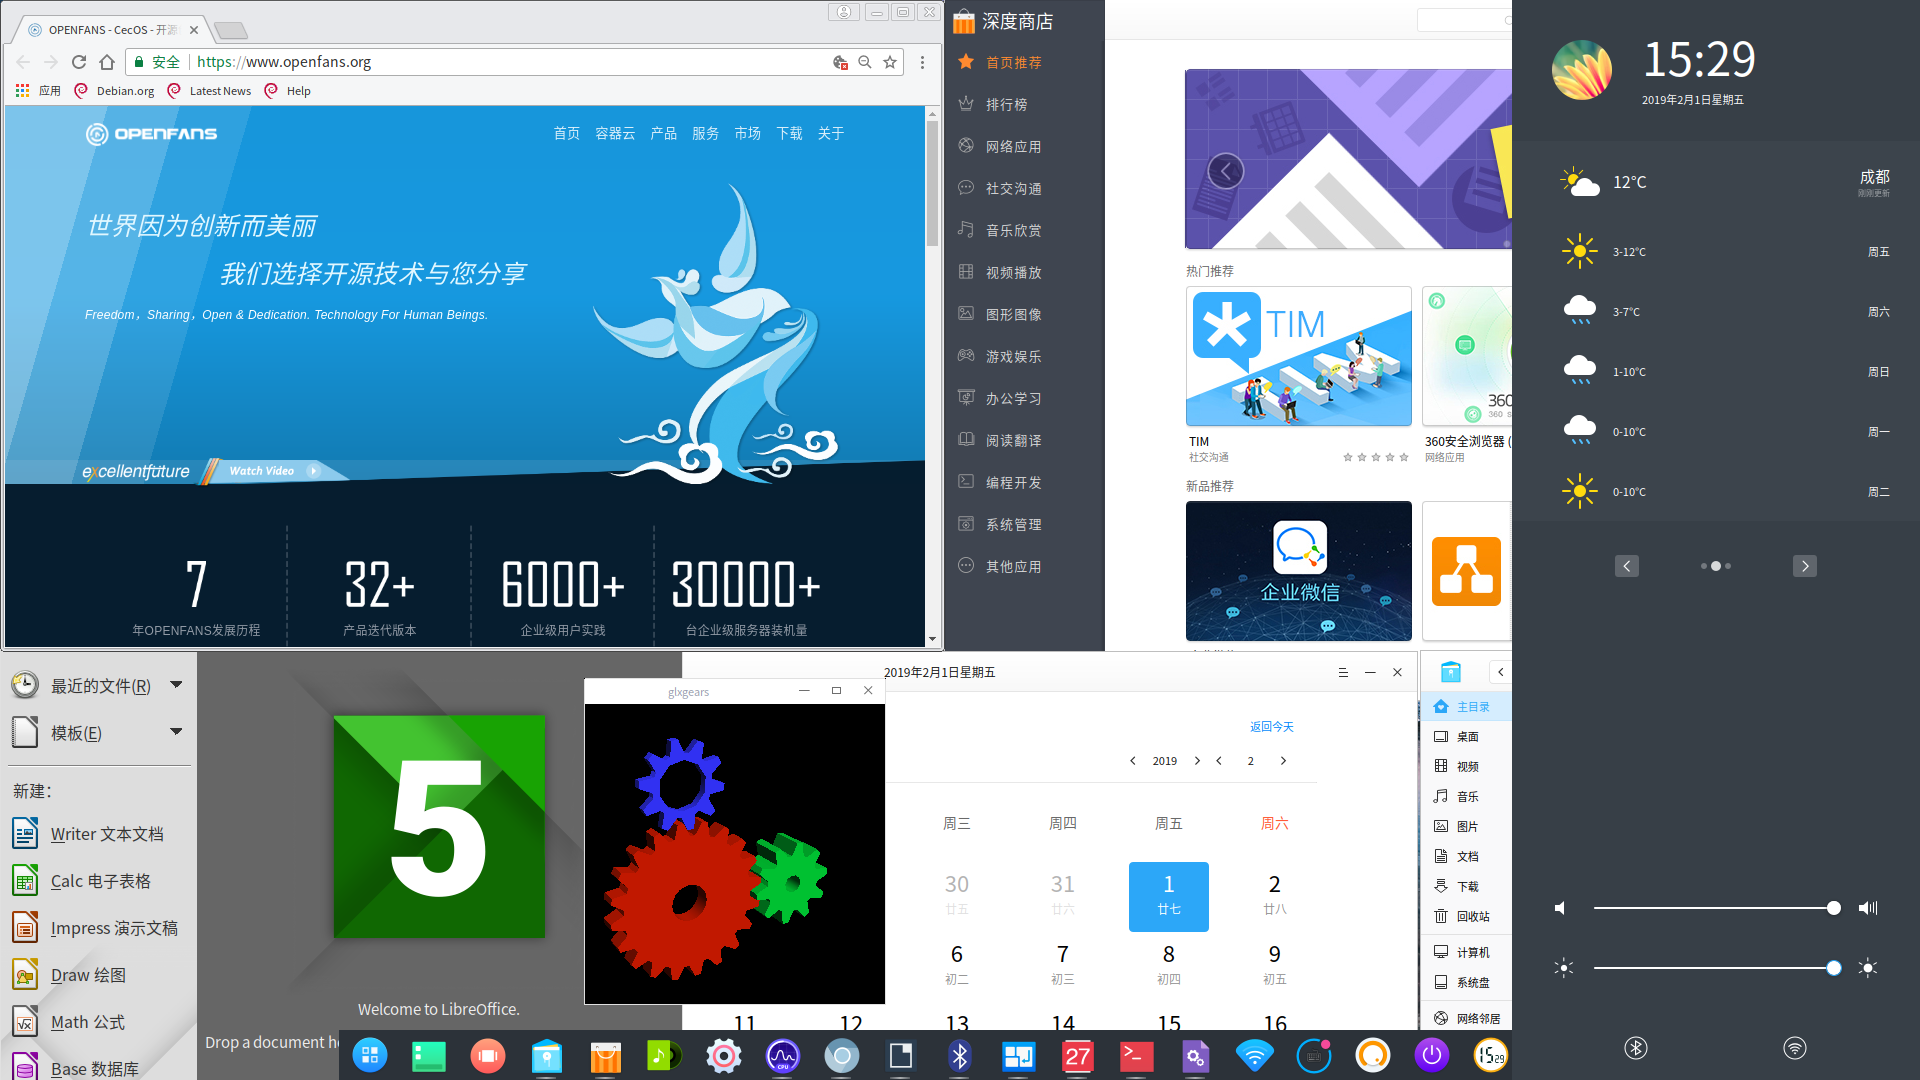 OPENFANS - CecOS - 开源
安全
https://www.openfans.org
应用
Debian.org
Latest News
Help
OPENFANS
首页
容器云
产品
服务
市场
下载
关于
世界因为创新而美丽
我们选择开源技术与您分享
Freedom，Sharing，Open & Dedication. Technology For Human Beings.
excellentfuture
Watch Video
7
32+
6000+
30000+
年OPENFANS发展历程
产品迭代版本
企业级用户实践
台企业级服务器装机量
深度商店
首页推荐
排行榜
网络应用
社交沟通
音乐欣赏
视频播放
图形图像
游戏娱乐
办公学习
阅读翻译
编程开发
系统管理
其他应用
热门推荐
TIM
360
360 s
TIM
社交沟通
360安全浏览器 (
网络应用
新品推荐
企业微信
15:29
2019年2月1日星期五
12°C
成都
刚刚更新
3-12°C
周五
3-7°C
周六
1-10°C
周日
0-10°C
周一
0-10°C
周二
最近的文件(R)
模板(E)
新建:
Writer 文本文档
Calc 电子表格
Impress 演示文稿
Draw 绘图
Math 公式
Base 数据库
5
Welcome to LibreOffice.
Drop a document he
glxgears
2019年2月1日星期五
返回今天
2019
2
周三
周四
周五
周六
30
31
1
2
廿五
廿六
廿七
廿八
6
7
8
9
初二
初三
初四
初五
11
12
13
14
15
16
主目录
桌面
视频
音乐
图片
文档
下载
回收站
计算机
系统盘
网络邻居
CPU
27
15 29